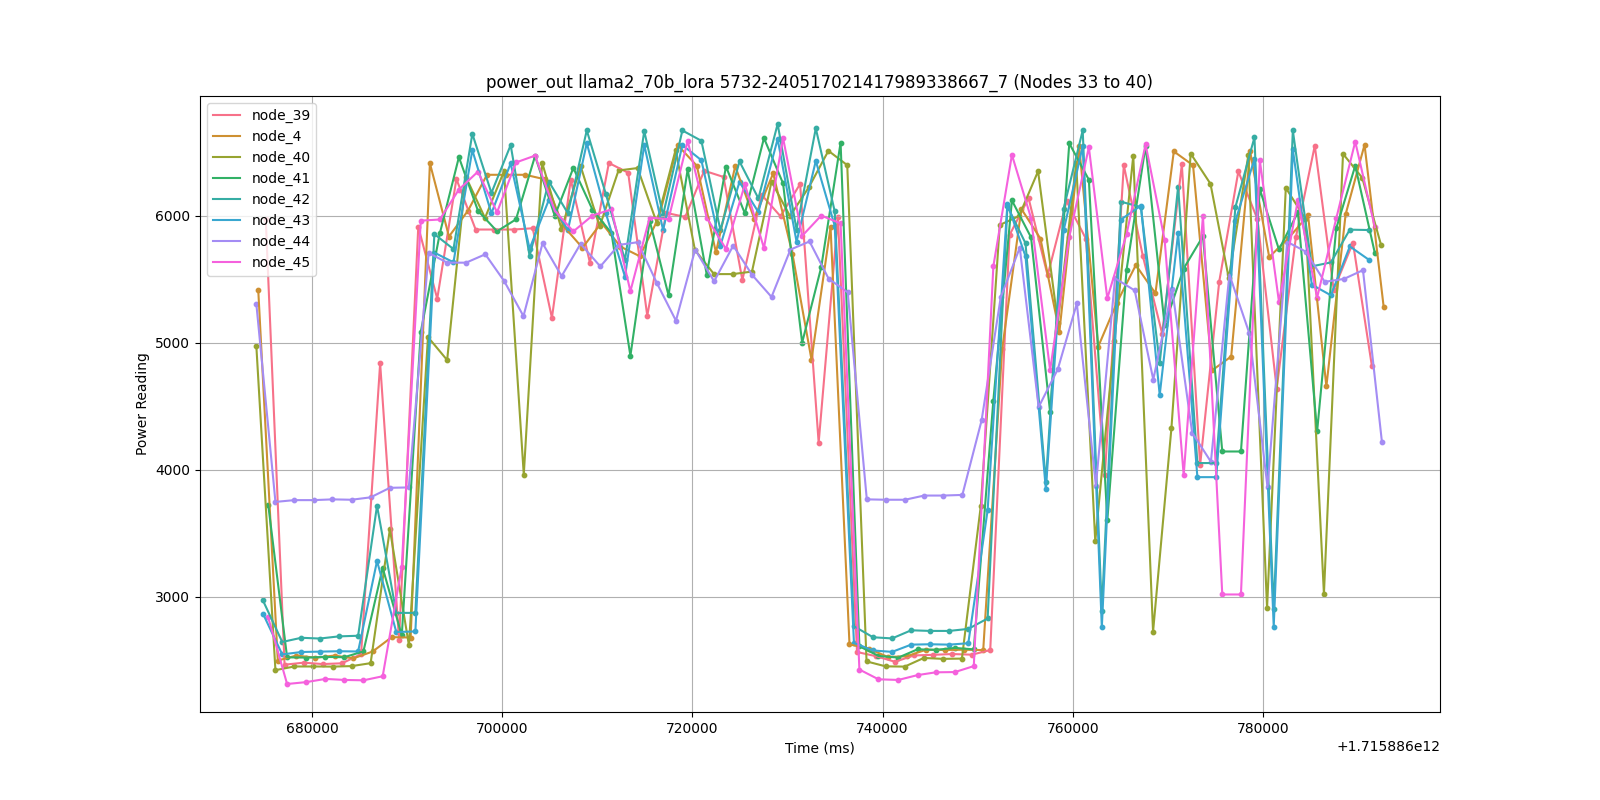 power_out llama2_70b_lora 5732-240517021417989338667_7 (Nodes 33 to 40)
node_39
node_4
node_40
node_41
node_42
node_43
node_44
node_45
Power Reading
6000
5000
4000
3000
680000
700000
720000
740000
760000
780000
Time (ms)
+1.715886e12